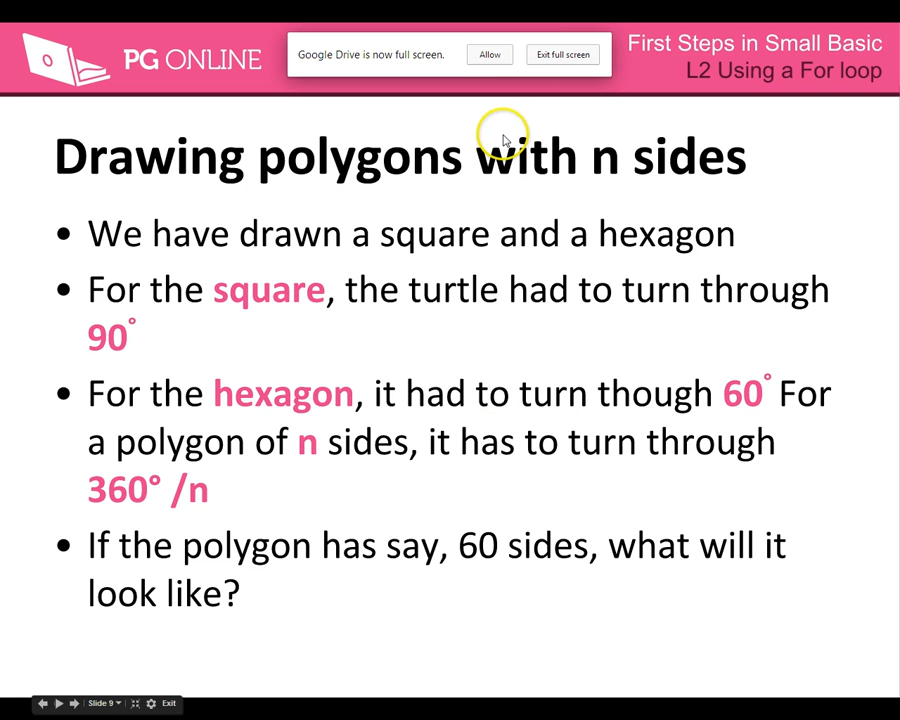 PG ONLINE
Google Drive is now full screen. Allow Exit full screen
First Steps in Small Basic
L2 Using a For loop
Drawing polygons with n sides
• We have drawn a square and a hexagon
• For the square, the turtle had to turn through
90°
• For the hexagon, it had to turn though 60° For
a polygon of n sides, it has to turn through
360° /n
• If the polygon has say, 60 sides, what will it
look like?
Slide 9 Exit